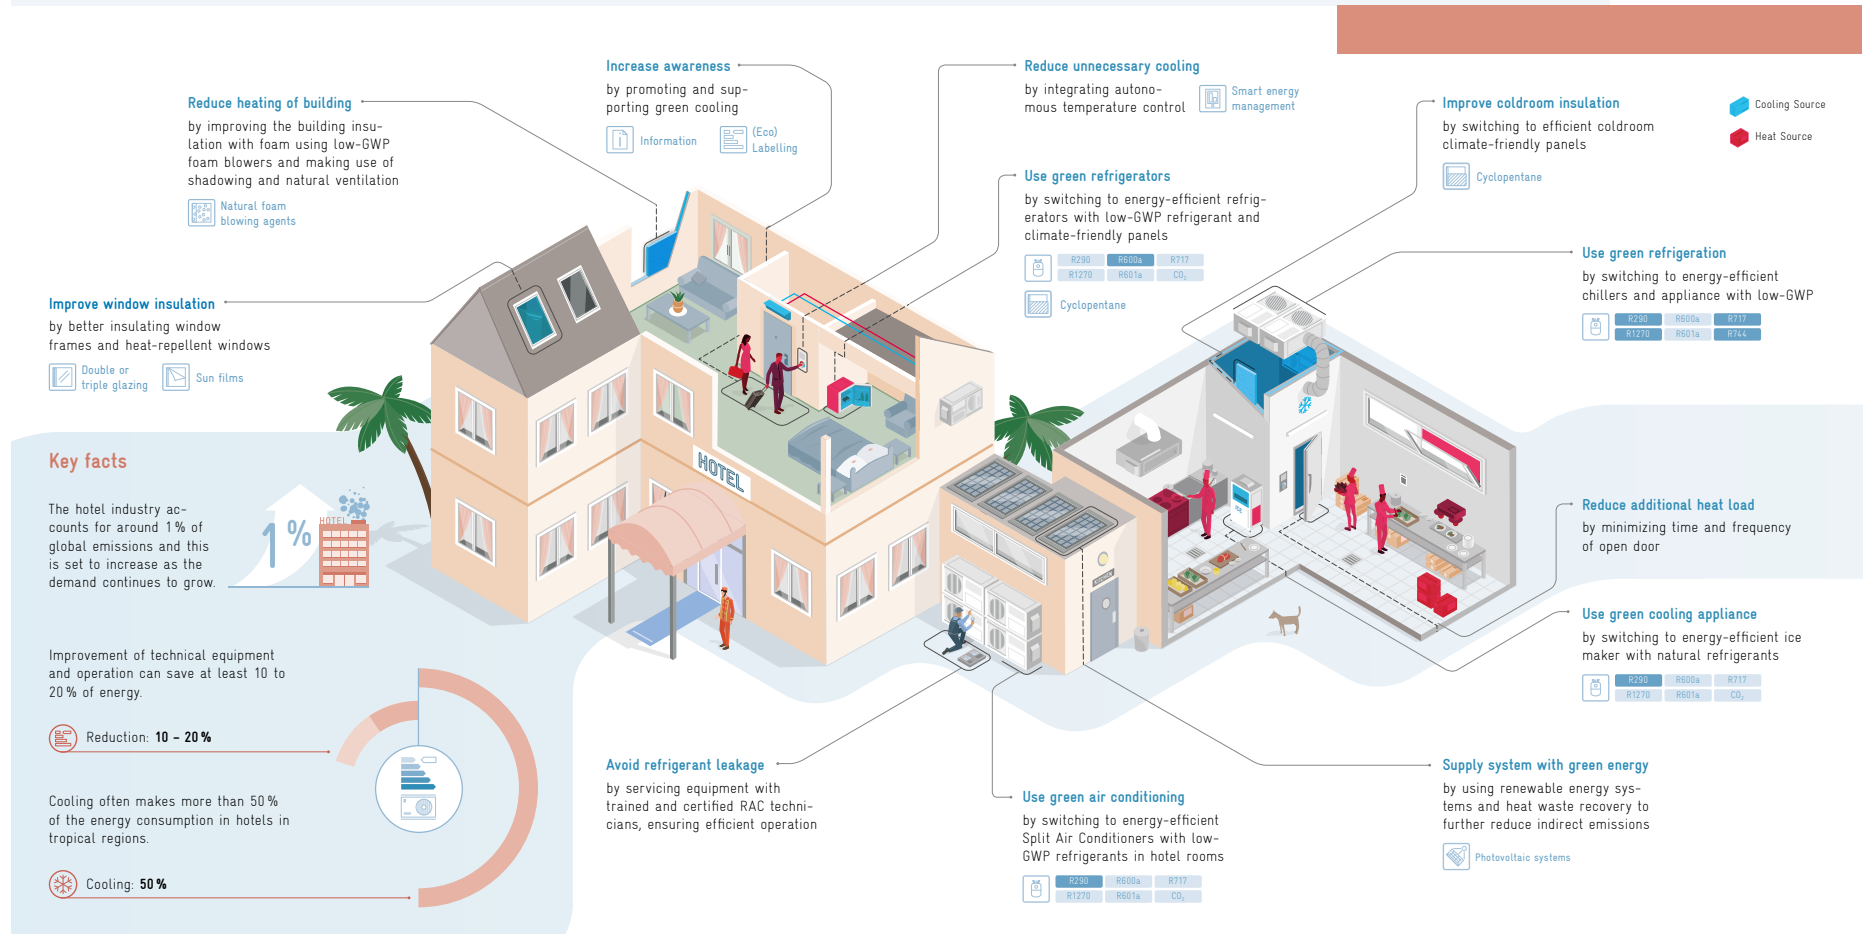 Increase awareness
by promoting and sup-
porting green cooling
Information
(Eco)
Labelling
Reduce unnecessary cooling
by integrating autono-
mous temperature control
Smart energy
management
Reduce heating of building
by improving the building insu-
lation with foam using low-GWP
foam blowers and making use of
shadowing and natural ventilation
Natural foam
blowing agents
Improve coldroom insulation
by switching to efficient coldroom
climate-friendly panels
Cyclopentane
Cooling Source
Heat Source
Use green refrigerators
by switching to energy-efficient refrig-
erators with low-GWP refrigerant and
climate-friendly panels
R290 R600a R717
R1270 R601a CO₂
Cyclopentane
Use green refrigeration
by switching to energy-efficient
chillers and appliance with low-GWP
R290 R600a R717
R1270 R601a R744
Improve window insulation
by better insulating window
frames and heat-repellent windows
Double or
triple glazing
Sun films
HOTEL
ICE
KITCHEN
Key facts
The hotel industry ac-
counts for around 1 % of
global emissions and this
is set to increase as the
demand continues to grow.
1 %
HOTEL
Improvement of technical equipment
and operation can save at least 10 to
20 % of energy.
Reduction: 10 – 20 %
Cooling often makes more than 50 %
of the energy consumption in hotels in
tropical regions.
Cooling: 50 %
Reduce additional heat load
by minimizing time and frequency
of open door
Use green cooling appliance
by switching to energy-efficient ice
maker with natural refrigerants
R290 R600a R717
R1270 R601a CO₂
Avoid refrigerant leakage
by servicing equipment with
trained and certified RAC techni-
cians, ensuring efficient operation
Use green air conditioning
by switching to energy-efficient
Split Air Conditioners with low-
GWP refrigerants in hotel rooms
R290 R600a R717
R1270 R601a CO₂
Supply system with green energy
by using renewable energy sys-
tems and heat waste recovery to
further reduce indirect emissions
Photovoltaic systems